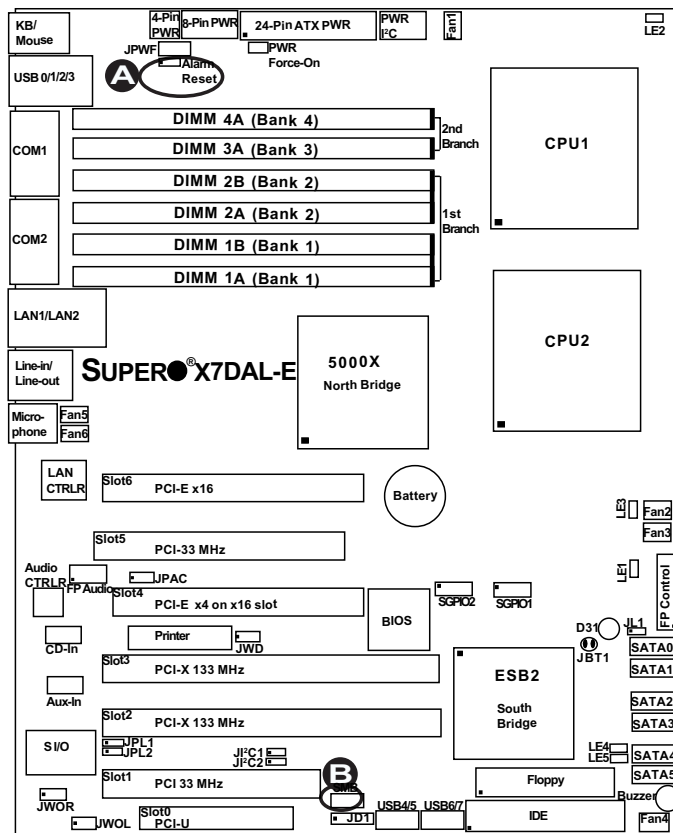 KB/
Mouse
4-Pin
PWR
8-Pin PWR
24-Pin ATX PWR
PWR
I²C
Fan1
LE2
JPWF
PWR
Force-On
USB 0/1/2/3
A
Alarm
Reset
DIMM 4A (Bank 4)
DIMM 3A (Bank 3)
2nd
Branch
DIMM 2B (Bank 2)
DIMM 2A (Bank 2)
DIMM 1B (Bank 1)
DIMM 1A (Bank 1)
1st
Branch
CPU1
COM1
COM2
LAN1/LAN2
CPU2
5000X
North Bridge
SUPER®X7DAL-E
Line-in/
Line-out
Micro-
phone
Fan5
Fan6
LAN
CTRLR
Slot6
PCI-E x16
Battery
LE3
Fan2
Fan3
Slot5
PCI-33 MHz
Audio
CTRLR
FP Audio
JPAC
LE1
FP Control
Slot4
PCI-E x4 on x16 slot
BIOS
SGPIO2
SGPIO1
CD-In
Printer
JWD
D31
JL1
JBT1
SATA0
SATA1
Slot3
PCI-X 133 MHz
ESB2
South
Bridge
Aux-In
SATA2
SATA3
Slot2
PCI-X 133 MHz
S I/O
JPL1
JPL2
JI²C1
JI²C2
LE4
LE5
SATA4
SATA5
Slot1
PCI 33 MHz
B
SMB
Floppy
Buzzer
JWOR
JWOL
Slot0
PCI-U
JD1
USB4/5
USB6/7
IDE
Fan4